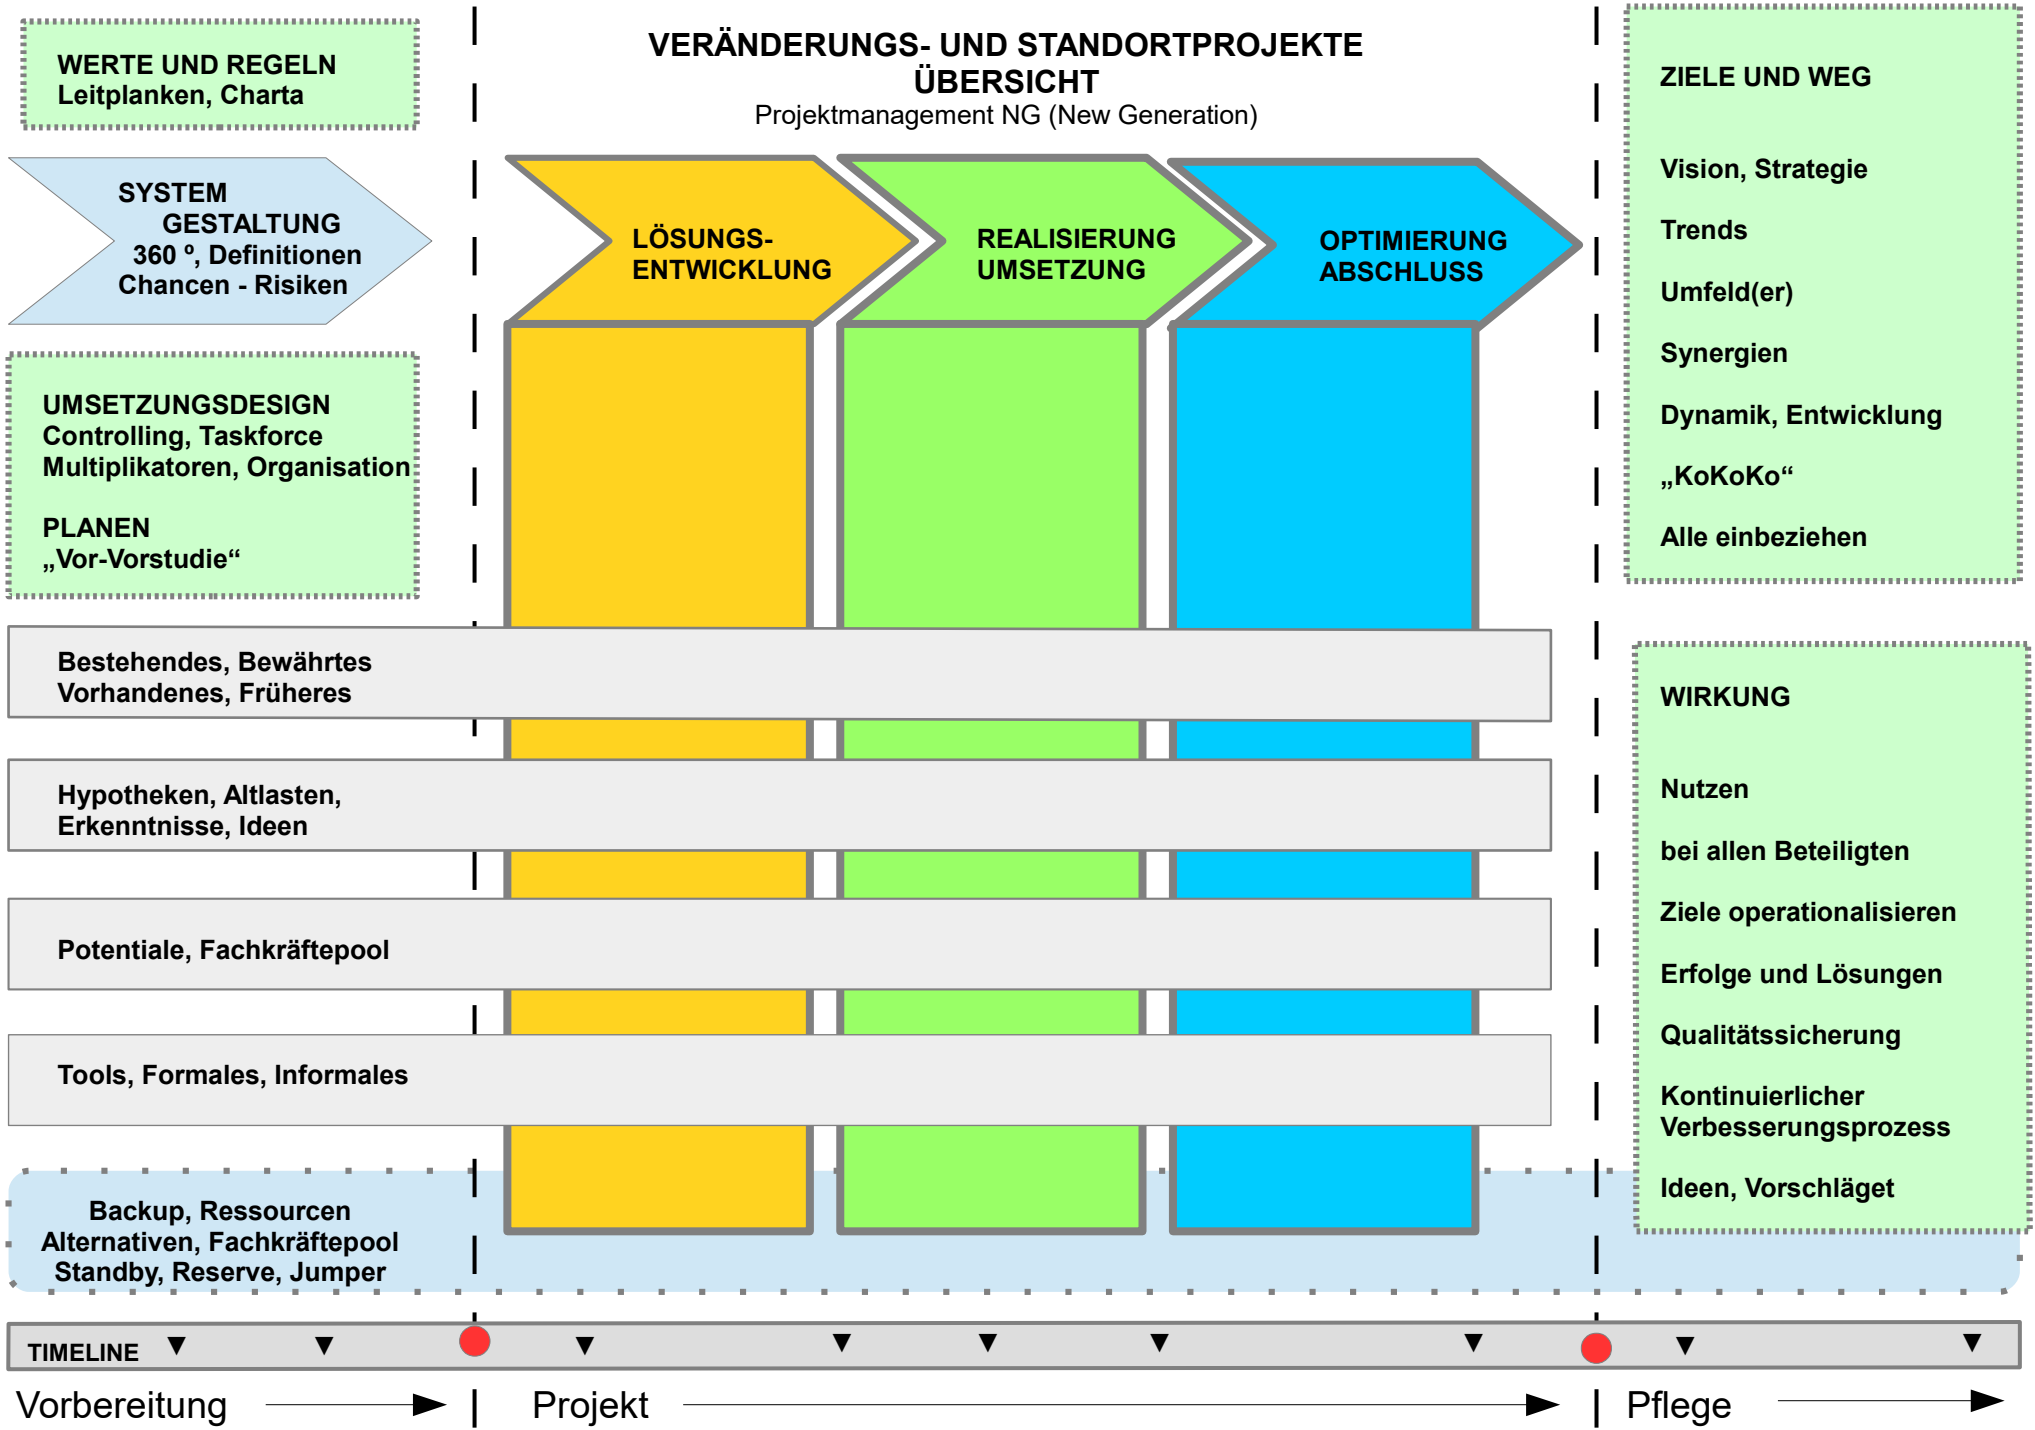 WERTE UND REGELN
Leitplanken, Charta
VERÄNDERUNGS- UND STANDORTPROJEKTE
ÜBERSICHT
Projektmanagement NG (New Generation)
SYSTEM
GESTALTUNG
360 º, Definitionen
Chancen - Risiken
LÖSUNGS-
ENTWICKLUNG
REALISIERUNG
UMSETZUNG
OPTIMIERUNG
ABSCHLUSS
UMSETZUNGSDESIGN
Controlling, Taskforce
Multiplikatoren, Organisation
PLANEN
„Vor-Vorstudie“
ZIELE UND WEG
Vision, Strategie
Trends
Umfeld(er)
Synergien
Dynamik, Entwicklung
„KoKoKo“
Alle einbeziehen
Bestehendes, Bewährtes
Vorhandenes, Früheres
Hypotheken, Altlasten,
Erkenntnisse, Ideen
Potentiale, Fachkräftepool
Tools, Formales, Informales
WIRKUNG
Nutzen
bei allen Beteiligten
Ziele operationalisieren
Erfolge und Lösungen
Qualitätssicherung
Kontinuierlicher
Verbesserungsprozess
Ideen, Vorschläget
Backup, Ressourcen
Alternativen, Fachkräftepool
Standby, Reserve, Jumper
TIMELINE
Vorbereitung
Projekt
Pflege